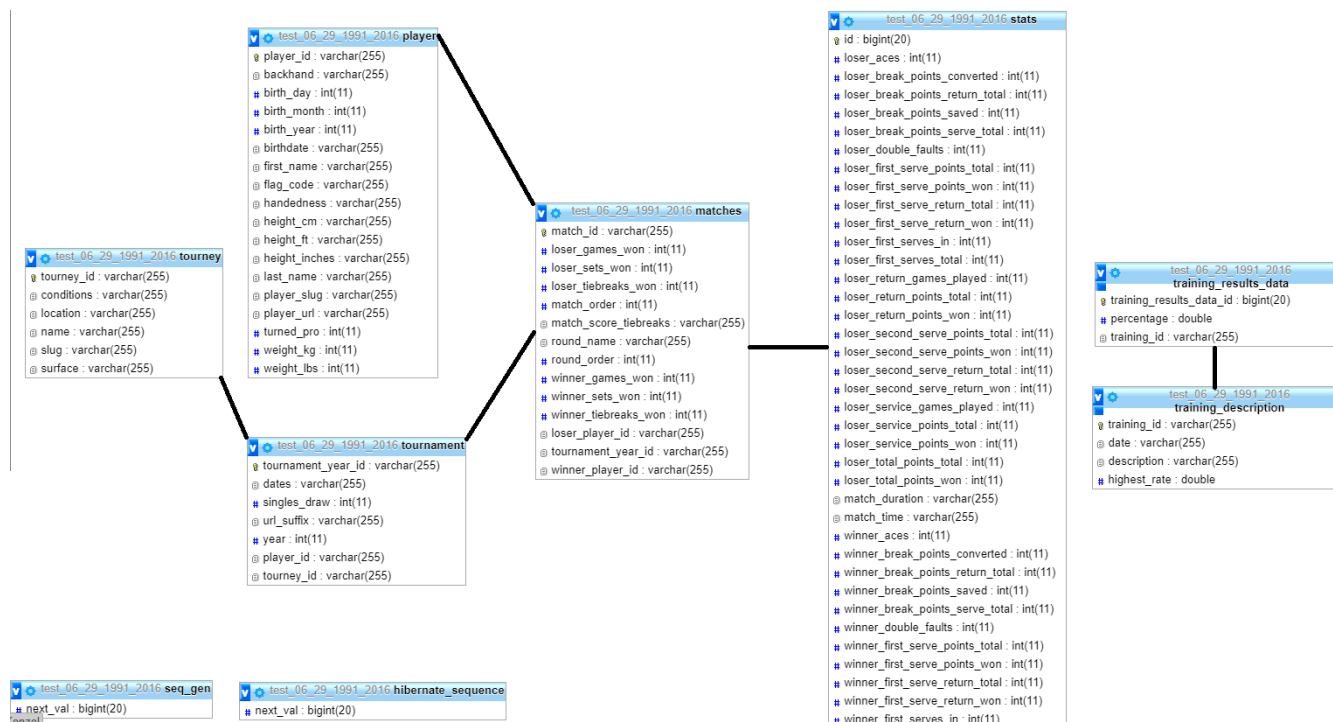 test_06_29_1991_2016 player
player_id : varchar(255)
backhand : varchar(255)
birth_day : int(11)
birth_month : int(11)
birth_year : int(11)
birthdate : varchar(255)
first_name : varchar(255)
flag_code : varchar(255)
handedness : varchar(255)
height_cm : varchar(255)
height_ft : varchar(255)
height_inches : varchar(255)
last_name : varchar(255)
player_slug : varchar(255)
player_url : varchar(255)
turned_pro : int(11)
weight_kg : int(11)
weight_lbs : int(11)
test_06_29_1991_2016 tourney
tourney_id : varchar(255)
conditions : varchar(255)
location : varchar(255)
name : varchar(255)
slug : varchar(255)
surface : varchar(255)
test_06_29_1991_2016 tournament
tournament_year_id : varchar(255)
dates : varchar(255)
singles_draw : int(11)
url_suffix : varchar(255)
year : int(11)
player_id : varchar(255)
tourney_id : varchar(255)
test_06_29_1991_2016 matches
match_id : varchar(255)
loser_games_won : int(11)
loser_sets_won : int(11)
loser_tiebreaks_won : int(11)
match_order : int(11)
match_score_tiebreaks : varchar(255)
round_name : varchar(255)
round_order : int(11)
winner_games_won : int(11)
winner_sets_won : int(11)
winner_tiebreaks_won : int(11)
loser_player_id : varchar(255)
tournament_year_id : varchar(255)
winner_player_id : varchar(255)
test_06_29_1991_2016 stats
id : bigint(20)
loser_aces : int(11)
loser_break_points_converted : int(11)
loser_break_points_return_total : int(11)
loser_break_points_saved : int(11)
loser_break_points_serve_total : int(11)
loser_double_faults : int(11)
loser_first_serve_points_total : int(11)
loser_first_serve_points_won : int(11)
loser_first_serve_return_total : int(11)
loser_first_serve_return_won : int(11)
loser_first_serves_in : int(11)
loser_first_serves_total : int(11)
loser_return_games_played : int(11)
loser_return_points_total : int(11)
loser_return_points_won : int(11)
loser_second_serve_points_total : int(11)
loser_second_serve_points_won : int(11)
loser_second_serve_return_total : int(11)
loser_second_serve_return_won : int(11)
loser_service_games_played : int(11)
loser_service_points_total : int(11)
loser_service_points_won : int(11)
loser_total_points_total : int(11)
loser_total_points_won : int(11)
match_duration : varchar(255)
match_time : varchar(255)
winner_aces : int(11)
winner_break_points_converted : int(11)
winner_break_points_return_total : int(11)
winner_break_points_saved : int(11)
winner_break_points_serve_total : int(11)
winner_double_faults : int(11)
winner_first_serve_points_total : int(11)
winner_first_serve_points_won : int(11)
winner_first_serve_return_total : int(11)
winner_first_serve_return_won : int(11)
winner_first_serves_in : int(11)
test_06_29_1991_2016
training_results_data
training_results_data_id : bigint(20)
percentage : double
training_id : varchar(255)
test_06_29_1991_2016
training_description
training_id : varchar(255)
date : varchar(255)
description : varchar(255)
highest_rate : double
test_06_29_1991_2016 seq_gen
next_val : bigint(20)
test_06_29_1991_2016 hibernate_sequence
next_val : bigint(20)